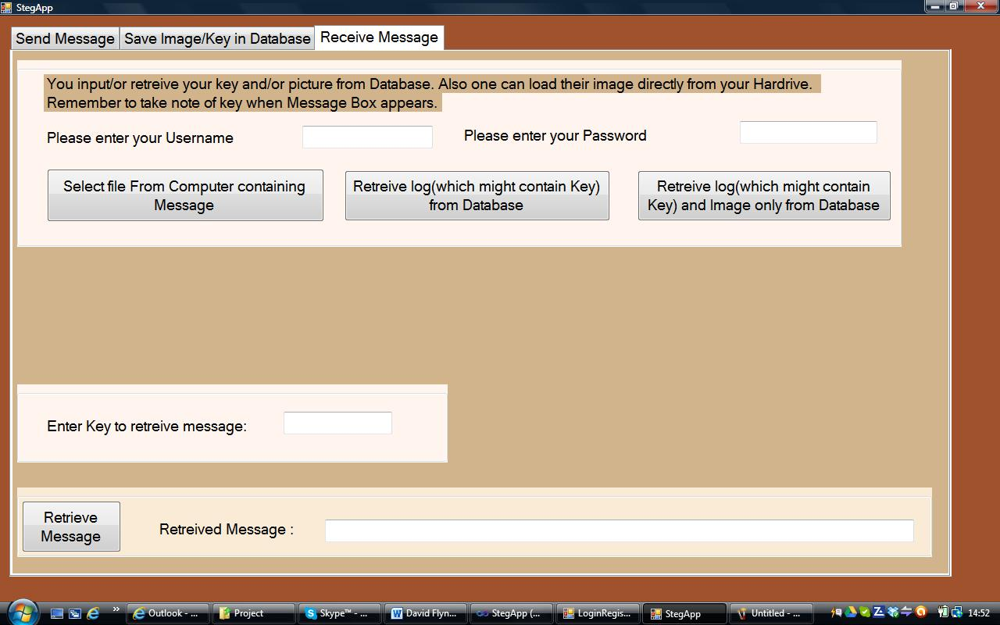 StegApp
Send Message
Save Image/Key in Database
Receive Message
You input/or retreive your key and/or picture from Database. Also one can load their image directly from your Hardrive.
Remember to take note of key when Message Box appears.
Please enter your Username
Please enter your Password
Select file From Computer containing
Message
Retreive log(which might contain Key)
from Database
Retreive log(which might contain
Key) and Image only from Database
Enter Key to retreive message:
Retrieve
Message
Retreived Message :
Outlook - ...
Project
Skype™ - ...
David Flyn...
StegApp (...
LoginRegis...
StegApp
Untitled - ...
14:52